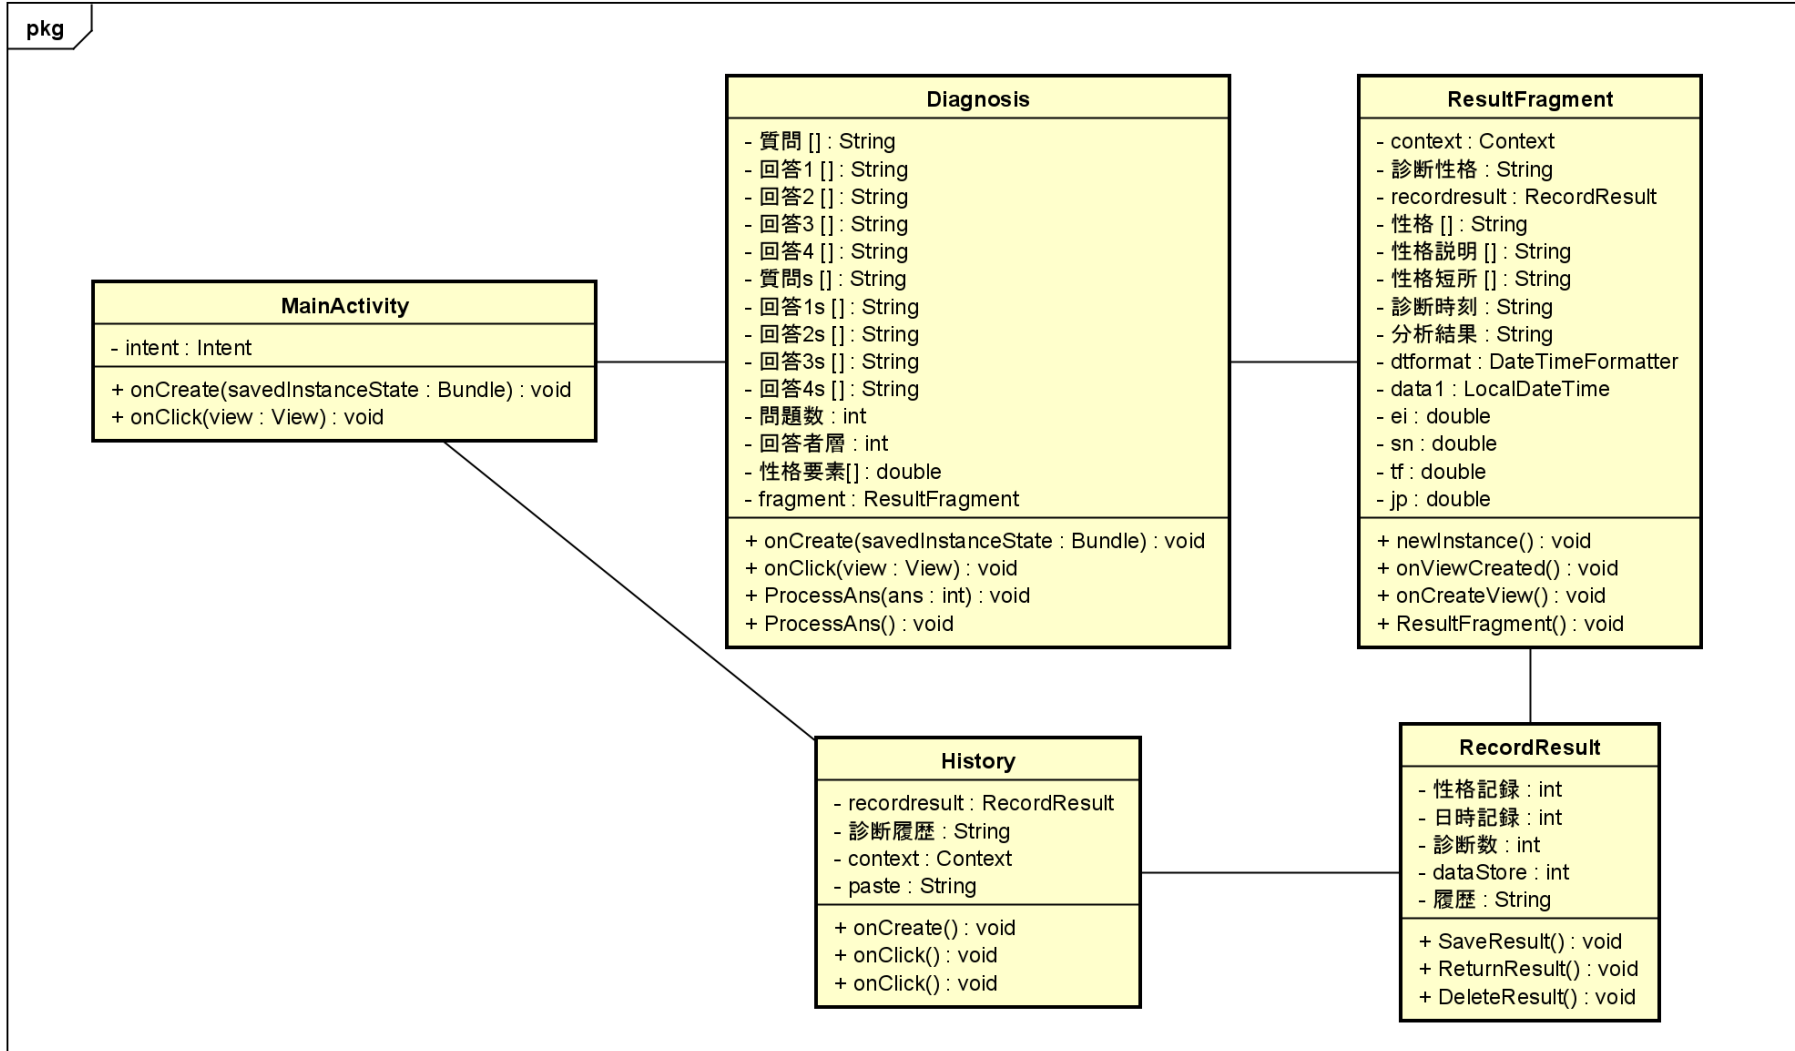 pkg
MainActivity
- intent : Intent
+ onCreate(savedInstanceState : Bundle) : void
+ onClick(view : View) : void
Diagnosis
- 質問 [] : String
- 回答1 [] : String
- 回答2 [] : String
- 回答3 [] : String
- 回答4 [] : String
- 質問s [] : String
- 回答1s [] : String
- 回答2s [] : String
- 回答3s [] : String
- 回答4s [] : String
- 問題数 : int
- 回答者層 : int
- 性格要素[] : double
- fragment : ResultFragment
+ onCreate(savedInstanceState : Bundle) : void
+ onClick(view : View) : void
+ ProcessAns(ans : int) : void
+ ProcessAns() : void
ResultFragment
- context : Context
- 診断性格 : String
- recordresult : RecordResult
- 性格 [] : String
- 性格説明 [] : String
- 性格短所 [] : String
- 診断時刻 : String
- 分析結果 : String
- dtformat : DateTimeFormatter
- data1 : LocalDateTime
- ei : double
- sn : double
- tf : double
- jp : double
+ newInstance() : void
+ onViewCreated() : void
+ onCreateView() : void
+ ResultFragment() : void
History
- recordresult : RecordResult
- 診断履歴 : String
- context : Context
- paste : String
+ onCreate() : void
+ onClick() : void
+ onClick() : void
RecordResult
- 性格記録 : int
- 日時記録 : int
- 診断数 : int
- dataStore : int
- 履歴 : String
+ SaveResult() : void
+ ReturnResult() : void
+ DeleteResult() : void